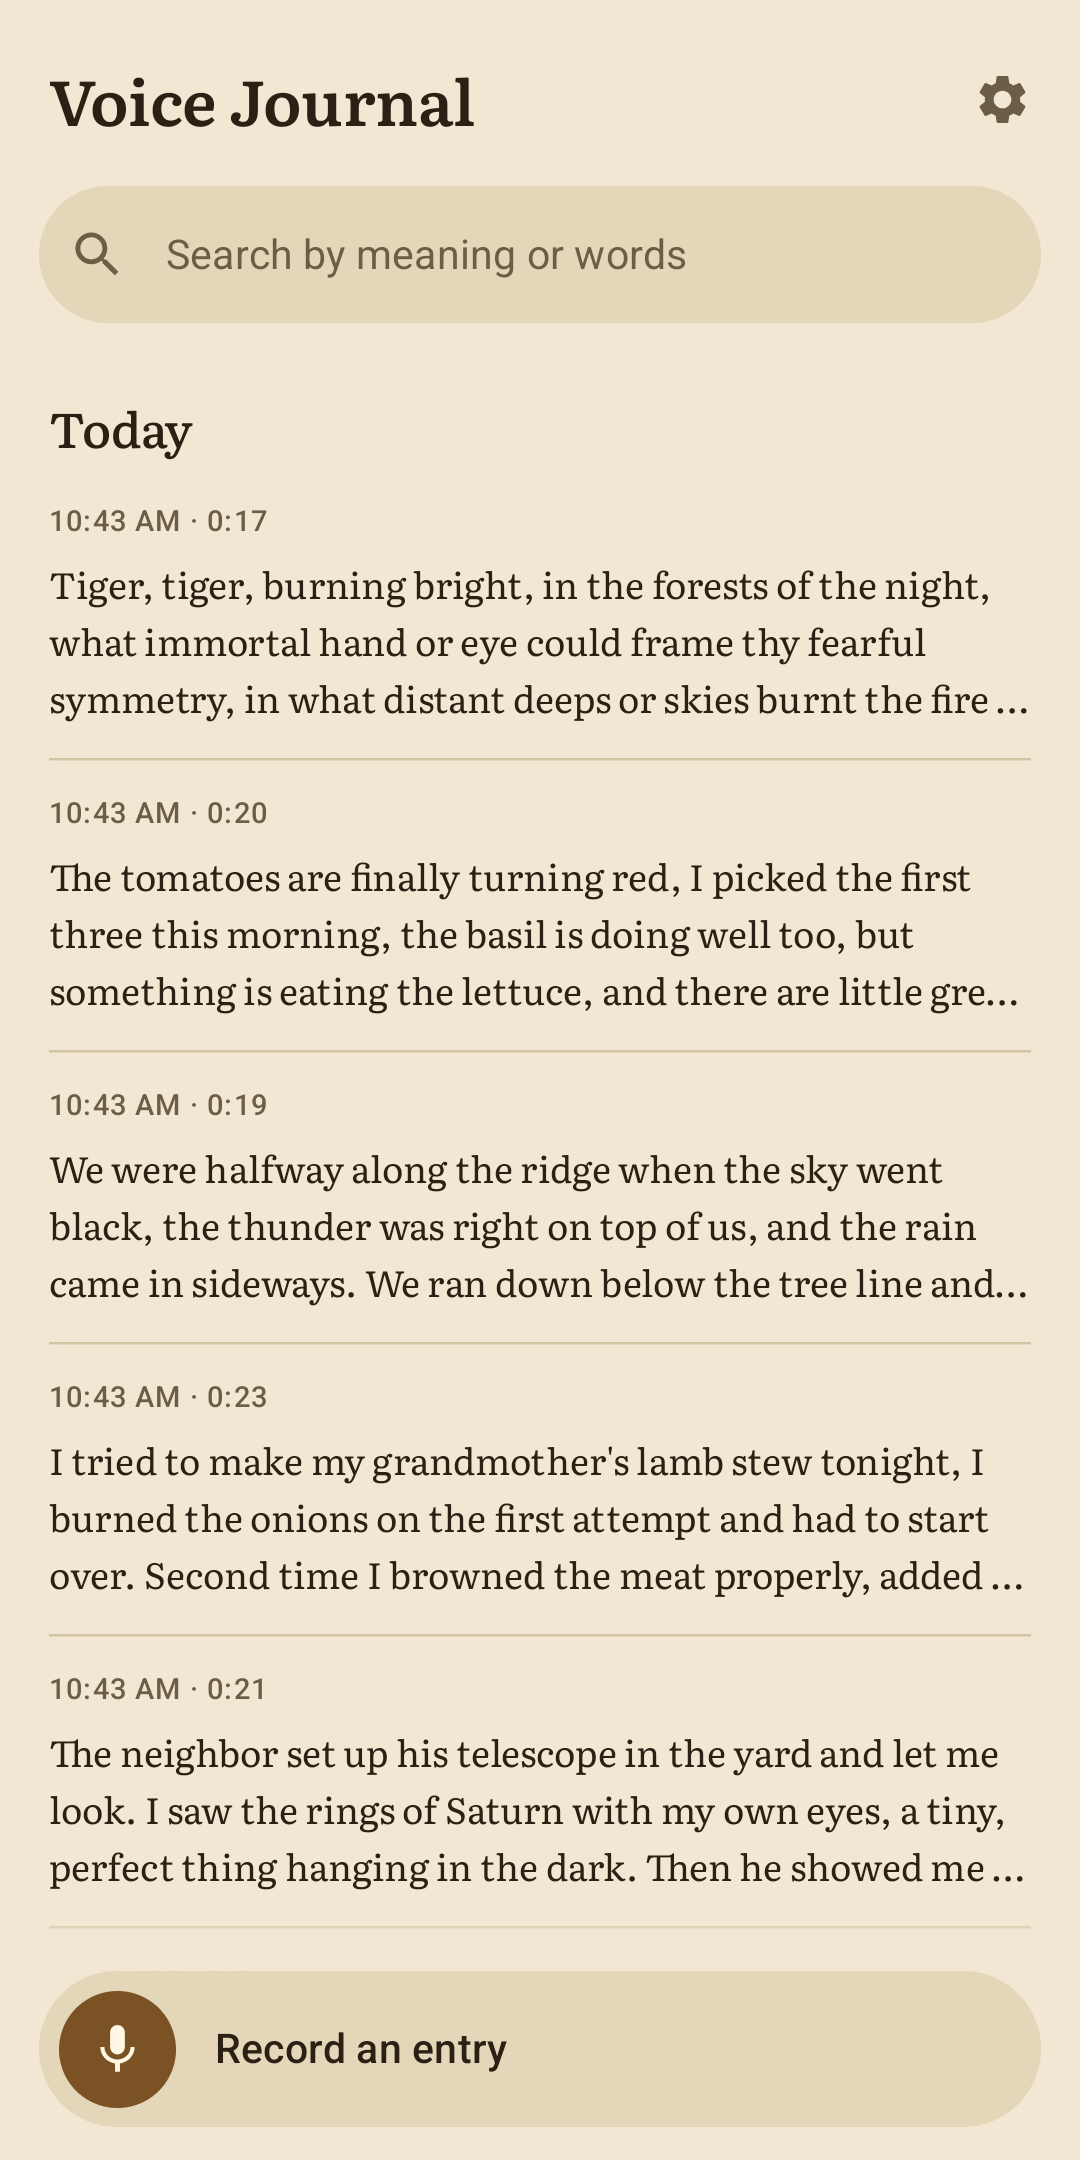 Voice Journal
Search by meaning or words
Today
10:43 AM · 0:17
Tiger, tiger, burning bright, in the forests of the night,
what immortal hand or eye could frame thy fearful
symmetry, in what distant deeps or skies burnt the fire ...
10:43 AM · 0:20
The tomatoes are finally turning red, I picked the first
three this morning, the basil is doing well too, but
something is eating the lettuce, and there are little gre...
10:43 AM · 0:19
We were halfway along the ridge when the sky went
black, the thunder was right on top of us, and the rain
came in sideways. We ran down below the tree line and...
10:43 AM · 0:23
I tried to make my grandmother's lamb stew tonight, I
burned the onions on the first attempt and had to start
over. Second time I browned the meat properly, added ...
10:43 AM · 0:21
The neighbor set up his telescope in the yard and let me
look. I saw the rings of Saturn with my own eyes, a tiny,
perfect thing hanging in the dark. Then he showed me ...
Record an entry